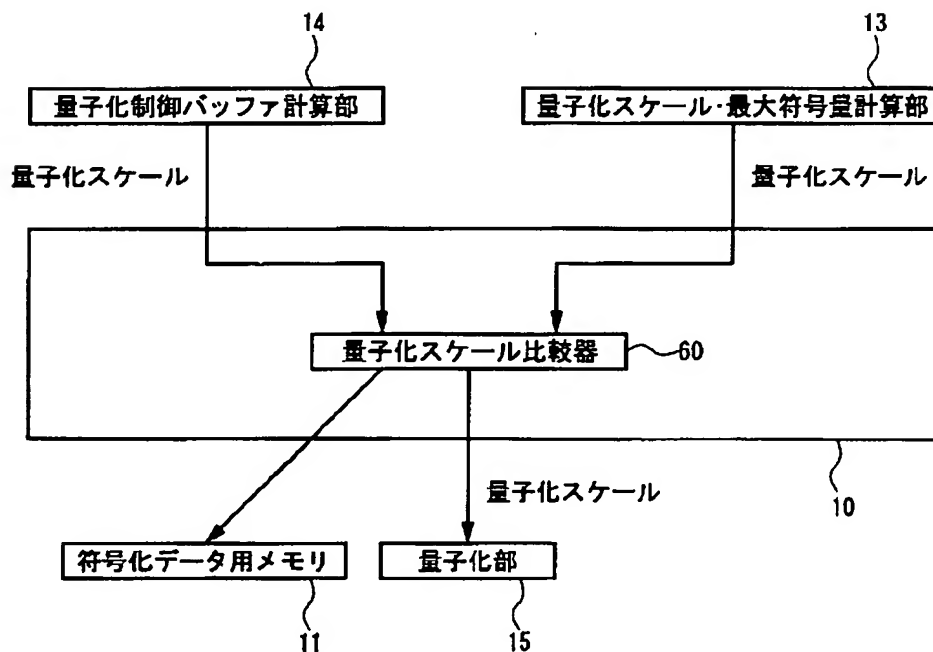 14
13
量子化制御バッファ計算部
量子化スケール・最大符号量計算部
量子化スケール
量子化スケール
量子化スケール比較器
60
量子化スケール
10
符号化データ用メモリ
量子化部
11
15